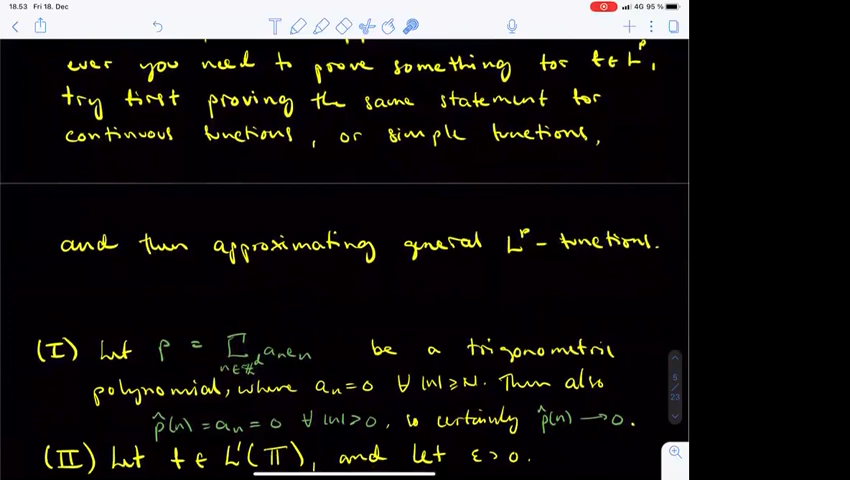 18.53 Fri 18. Dec
4G 95 %
ever you need to prove something for f ∈ L^p,
try first proving the same statement for
continuous functions, or simple functions,
and then approximating general L^p - functions.
(I) Let p = Σ_{n∈ℤ^d} a_n e_n be a trigonometric
polynomial, where a_n = 0 ∀ |n| ≥ N. Then also
p̂(n) = a_n = 0 ∀ |n| > 0, so certainly p̂(n) → 0.
(II) Let f ∈ L^1(𝕋), and let ε > 0.
5
23